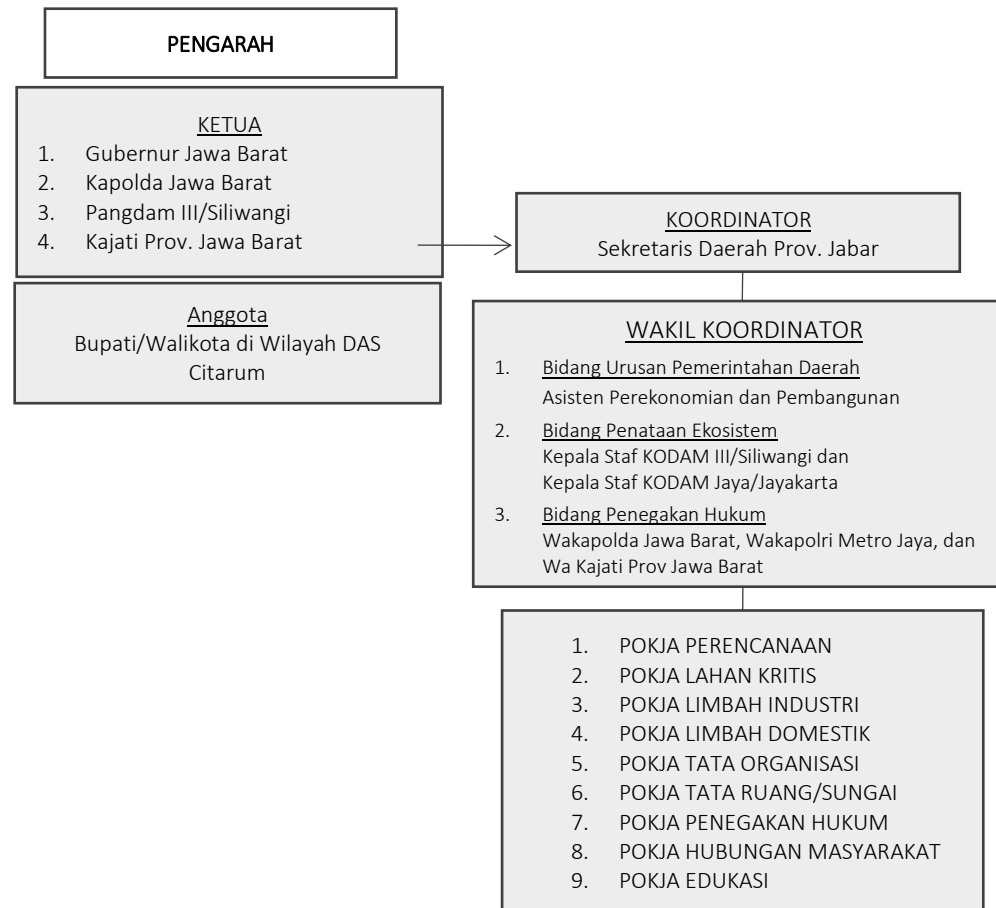 PENGARAH
KETUA
1. Gubernur Jawa Barat
2. Kapolda Jawa Barat
3. Pangdam III/Siliwangi
4. Kajati Prov. Jawa Barat
Anggota
Bupati/Walikota di Wilayah DAS
Citarum
KOORDINATOR
Sekretaris Daerah Prov. Jabar
WAKIL KOORDINATOR
1. Bidang Urusan Pemerintahan Daerah
Asisten Perekonomian dan Pembangunan
2. Bidang Penataan Ekosistem
Kepala Staf KODAM III/Siliwangi dan
Kepala Staf KODAM Jaya/Jayakarta
3. Bidang Penegakan Hukum
Wakapolda Jawa Barat, Wakapolri Metro Jaya, dan
Wa Kajati Prov Jawa Barat
1. POKJA PERENCANAAN
2. POKJA LAHAN KRITIS
3. POKJA LIMBAH INDUSTRI
4. POKJA LIMBAH DOMESTIK
5. POKJA TATA ORGANISASI
6. POKJA TATA RUANG/SUNGAI
7. POKJA PENEGAKAN HUKUM
8. POKJA HUBUNGAN MASYARAKAT
9. POKJA EDUKASI